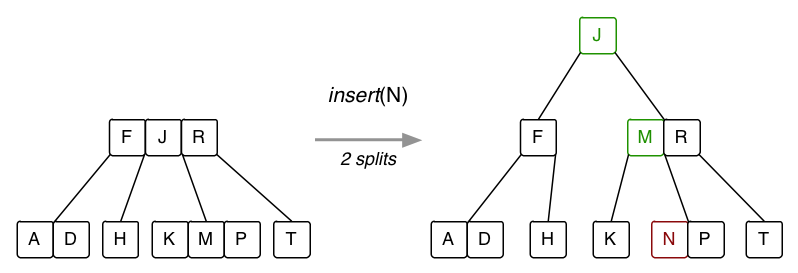 J
insert(N)
F J R
2 splits
F M R
A D H K M P T
A D H K N P T